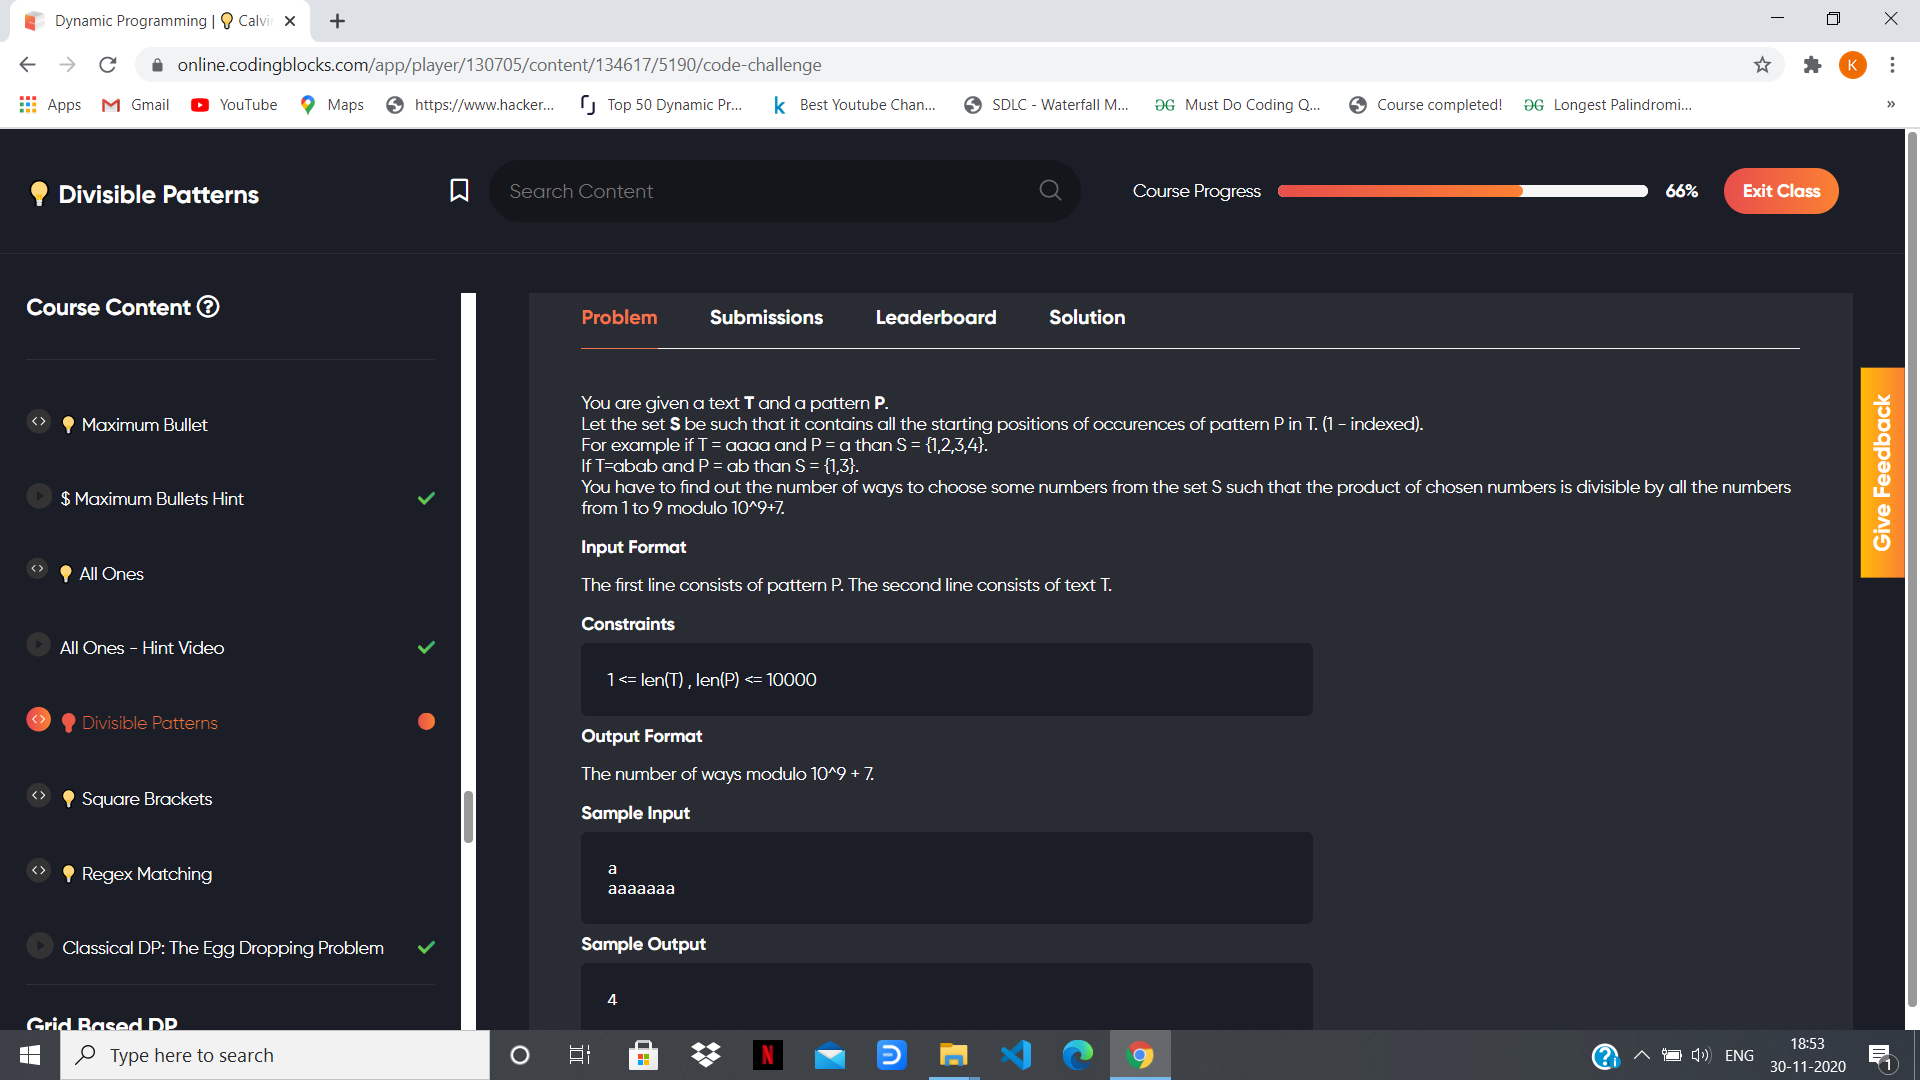 Dynamic Programming | Calvi
online.codingblocks.com/app/player/130705/content/134617/5190/code-challenge
K
Apps Gmail YouTube Maps https://www.hacker... Top 50 Dynamic Pr... Best Youtube Chan... SDLC - Waterfall M... Must Do Coding Q... Course completed! Longest Palindromi... »
Divisible Patterns
Search Content
Course Progress 66% Exit Class
Course Content
Maximum Bullet
$ Maximum Bullets Hint
All Ones
All Ones - Hint Video
Divisible Patterns
Square Brackets
Regex Matching
Classical DP: The Egg Dropping Problem
Grid Based DP
Problem Submissions Leaderboard Solution
You are given a text T and a pattern P.
Let the set S be such that it contains all the starting positions of occurences of pattern P in T. (1 - indexed).
For example if T = aaaa and P = a than S = {1,2,3,4}.
If T=abab and P = ab than S = {1,3}.
You have to find out the number of ways to choose some numbers from the set S such that the product of chosen numbers is divisible by all the numbers
from 1 to 9 modulo 10^9+7.
Input Format
The first line consists of pattern P. The second line consists of text T.
Constraints
1 <= len(T) , len(P) <= 10000
Output Format
The number of ways modulo 10^9 + 7.
Sample Input
a
aaaaaaa
Sample Output
4
Give Feedback
Type here to search
N
ENG
18:53
30-11-2020
1